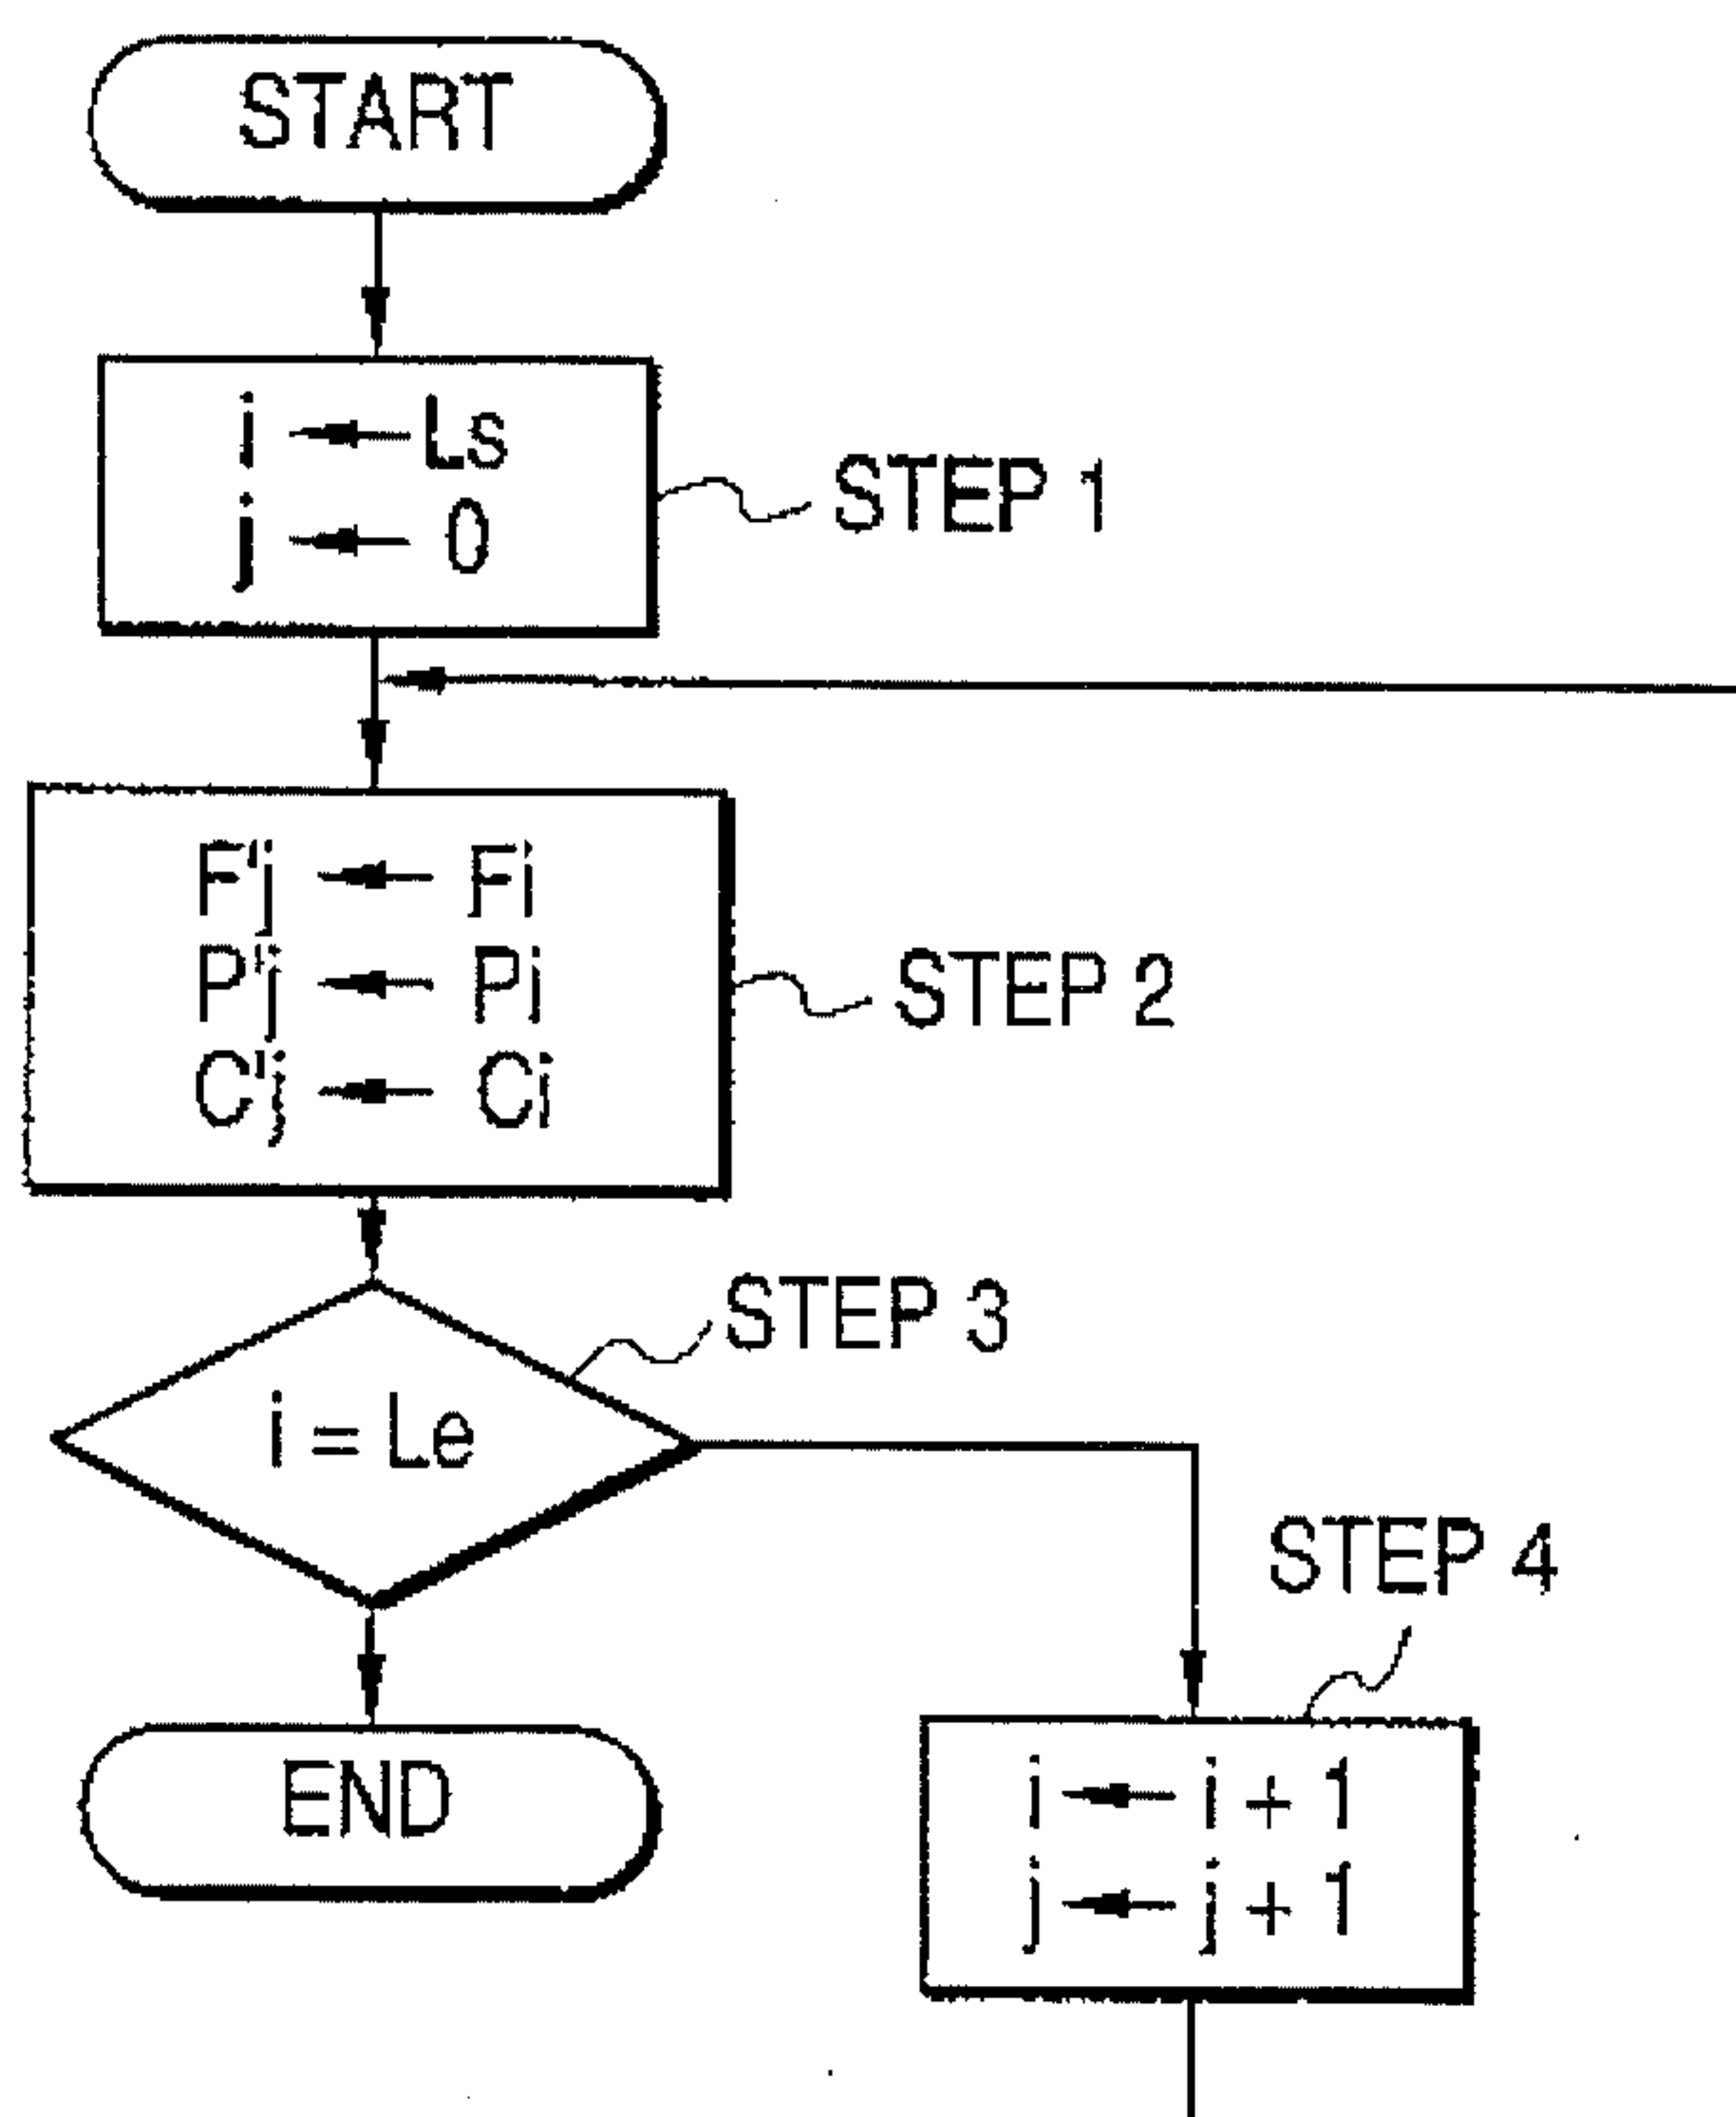 START
i ← Ls
j ← 0
STEP 1
F'j ← Fi
P'j ← Pi
C'j ← Ci
STEP 2
STEP 3
i = Le
STEP 4
END
i ← i + 1
j ← j + 1